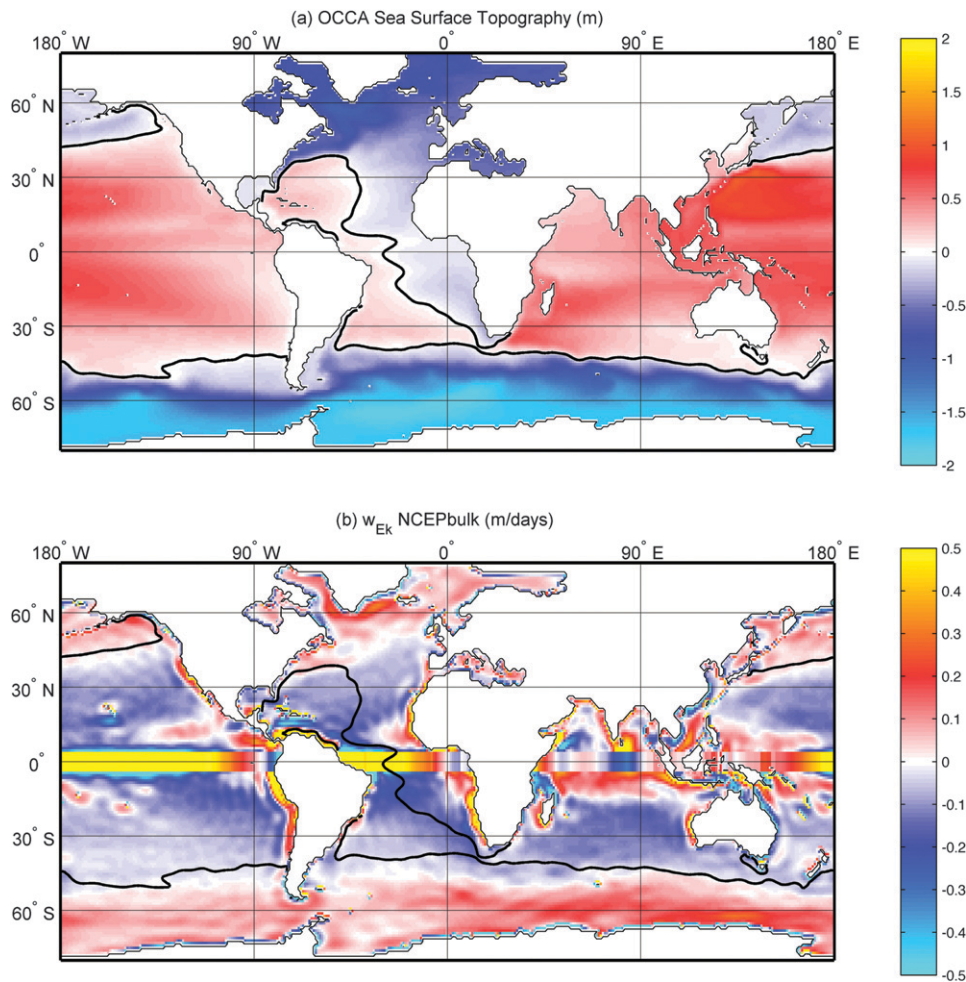 (a) OCCA Sea Surface Topography (m)
180° W 90° W 0° 90° E 180° E
60° N
30° N
0°
30° S
60° S
2
1.5
1
0.5
0
-0.5
-1
-1.5
-2
(b) wEk NCEPbulk (m/days)
180° W 90° W 0° 90° E 180° E
60° N
30° N
0°
30° S
60° S
0.5
0.4
0.3
0.2
0.1
0
-0.1
-0.2
-0.3
-0.4
-0.5